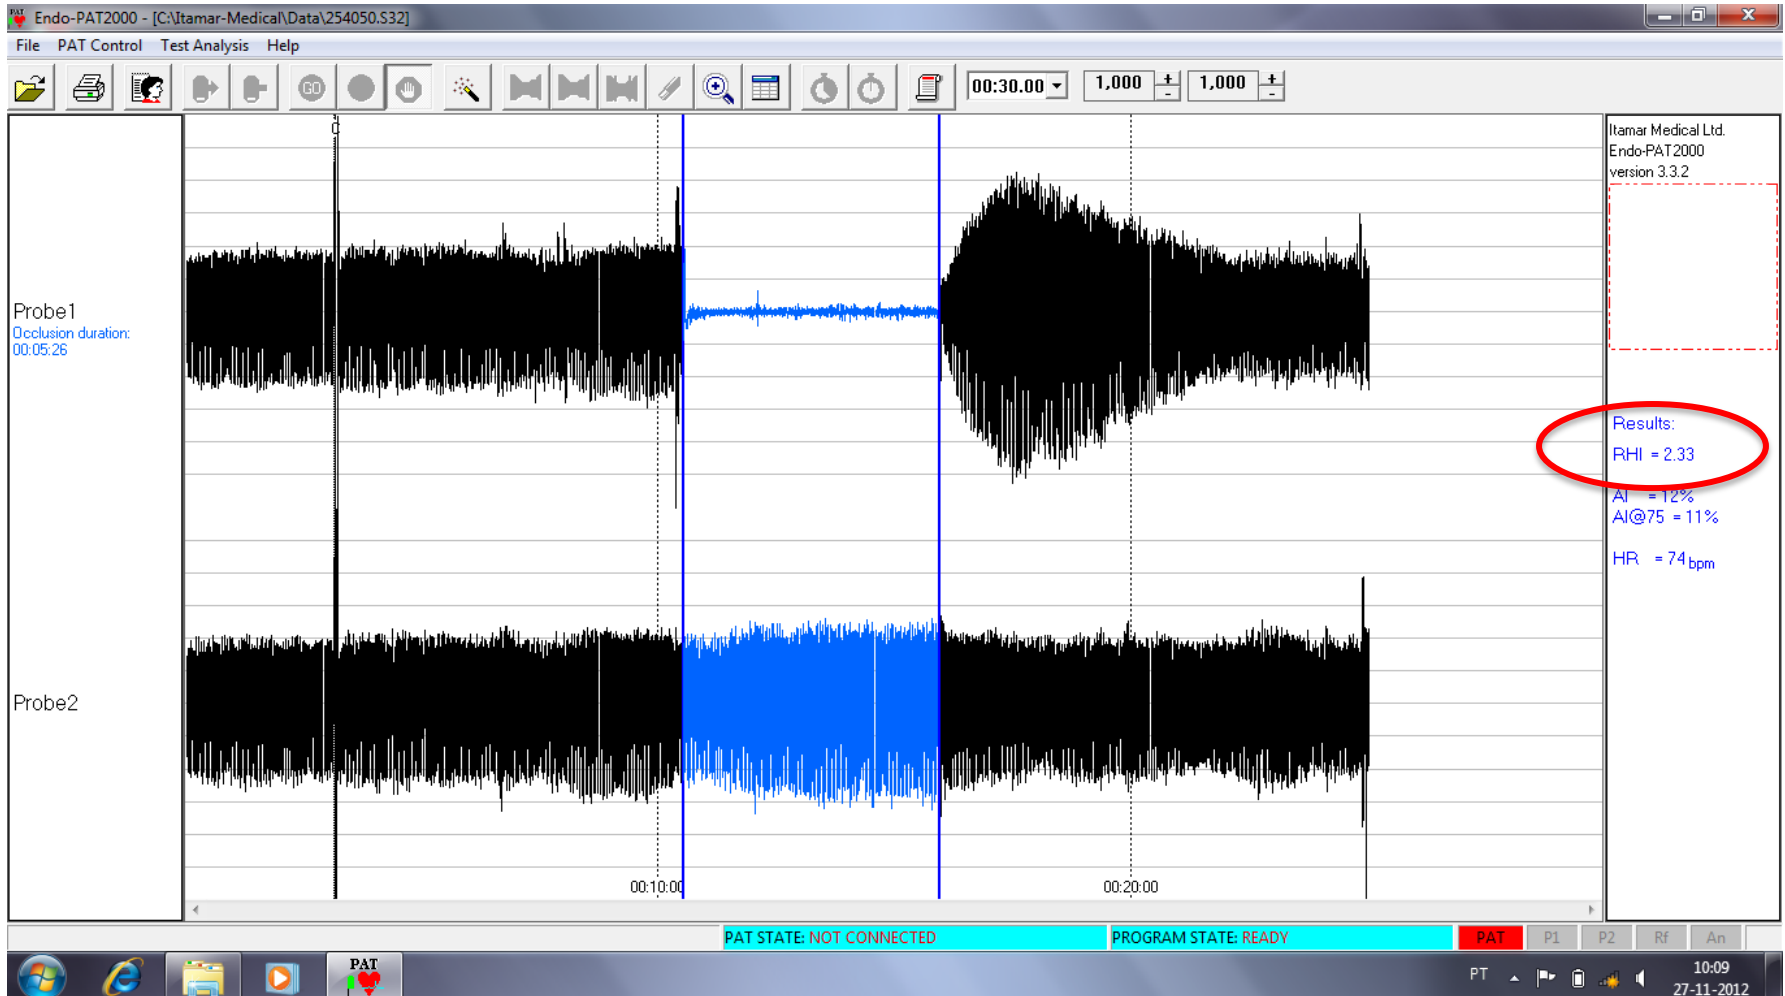 Endo-PAT2000 - [C:\Itamar-Medical\Data\254050.S32]
File PAT Control Test Analysis Help
GO
00:30.00
1,000 + -
1,000 + -
C
Probe1
Occlusion duration:
00:05:26
Probe2
00:10:00
00:20:00
Itamar Medical Ltd.
Endo-PAT2000
version 3.3.2
Results:
RHI = 2.33
AI = 12%
AI@75 = 11%
HR = 74 bpm
PAT STATE: NOT CONNECTED
PROGRAM STATE: READY
PAT P1 P2 Rf An
PAT
PT
10:09
27-11-2012